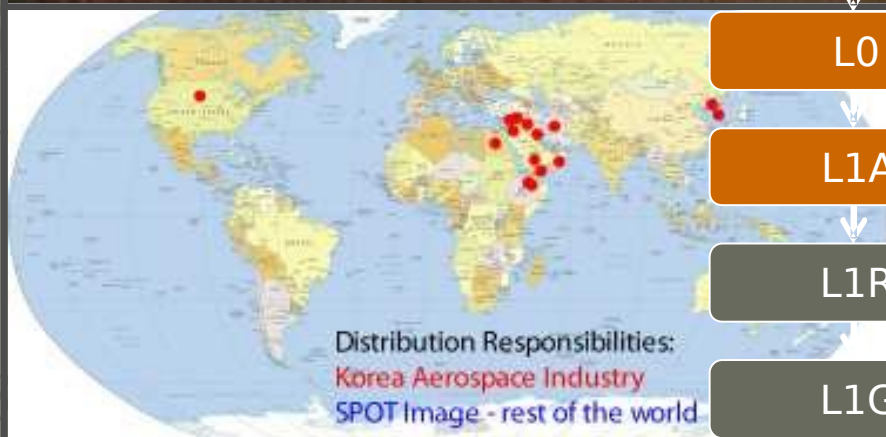 L0
L1A
L1R
L1G
Distribution Responsibilities:
Korea Aerospace Industry
SPOT Image - rest of the world